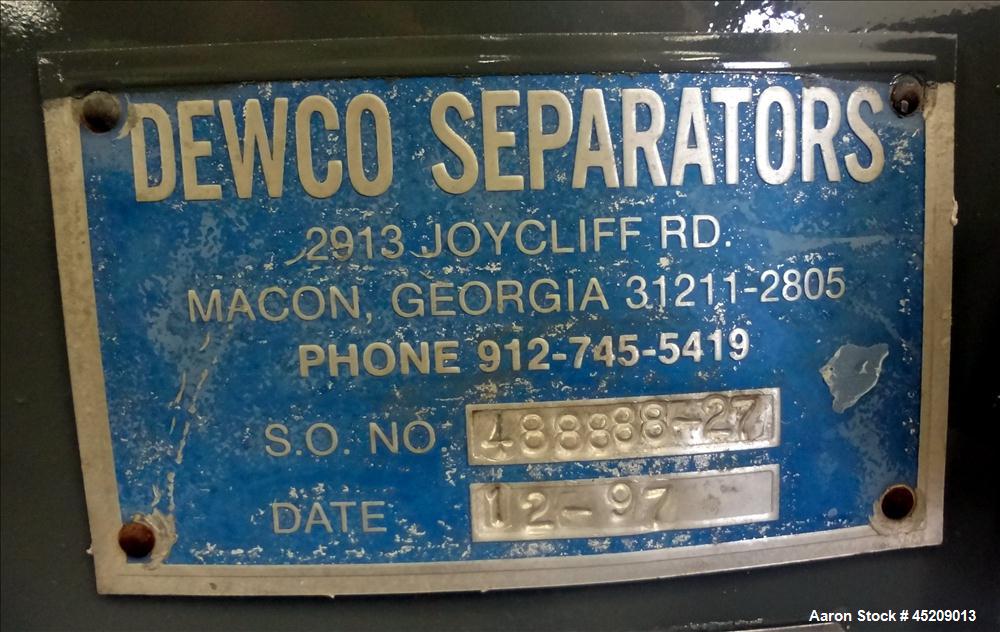 DEWCO SEPARATORS
2913 JOYCLIFF RD.
MACON, GEORGIA 31211-2805
PHONE 912-745-5419
S.O. NO 488888-27
DATE 12-97
Aaron Stock # 45209013